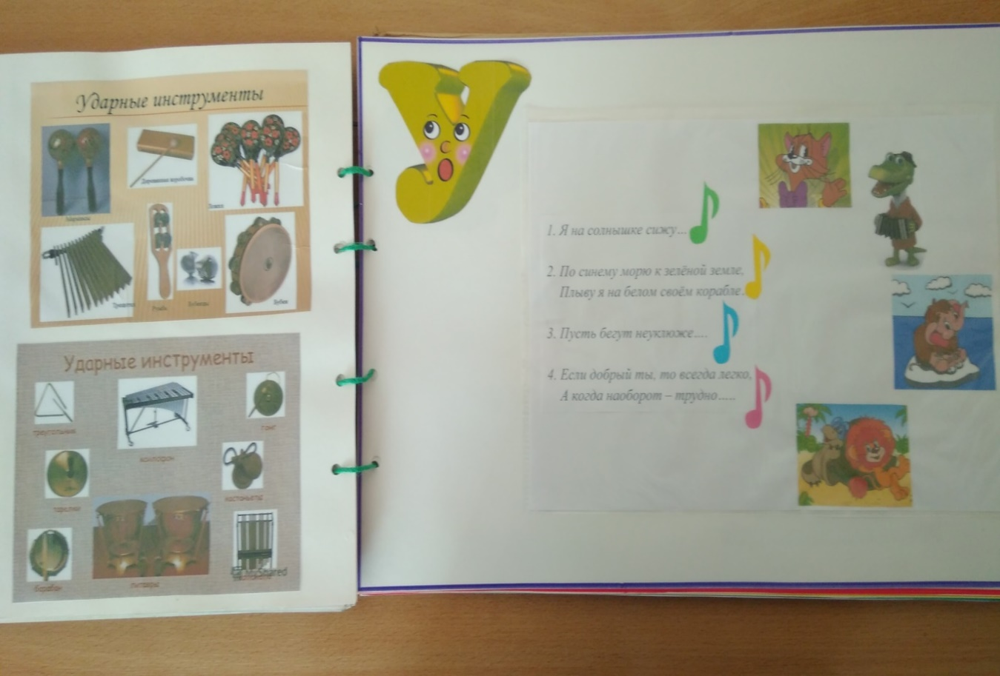 Ударные инструменты
Маракасы
Деревянная коробочка
Ложки
Трещотка
Рубель
Бубенцы
Бубен
Ударные инструменты
треугольник
ксилофон
гонг
тарелки
кастаньеты
барабан
литавры
MyShared
У
1. Я на солнышке сижу...
2. По синему морю к зелёной земле,
Плыву я на белом своём корабле.
3. Пусть бегут неуклюже....
4. Если добрый ты, то всегда легко,
А когда наоборот – трудно.....